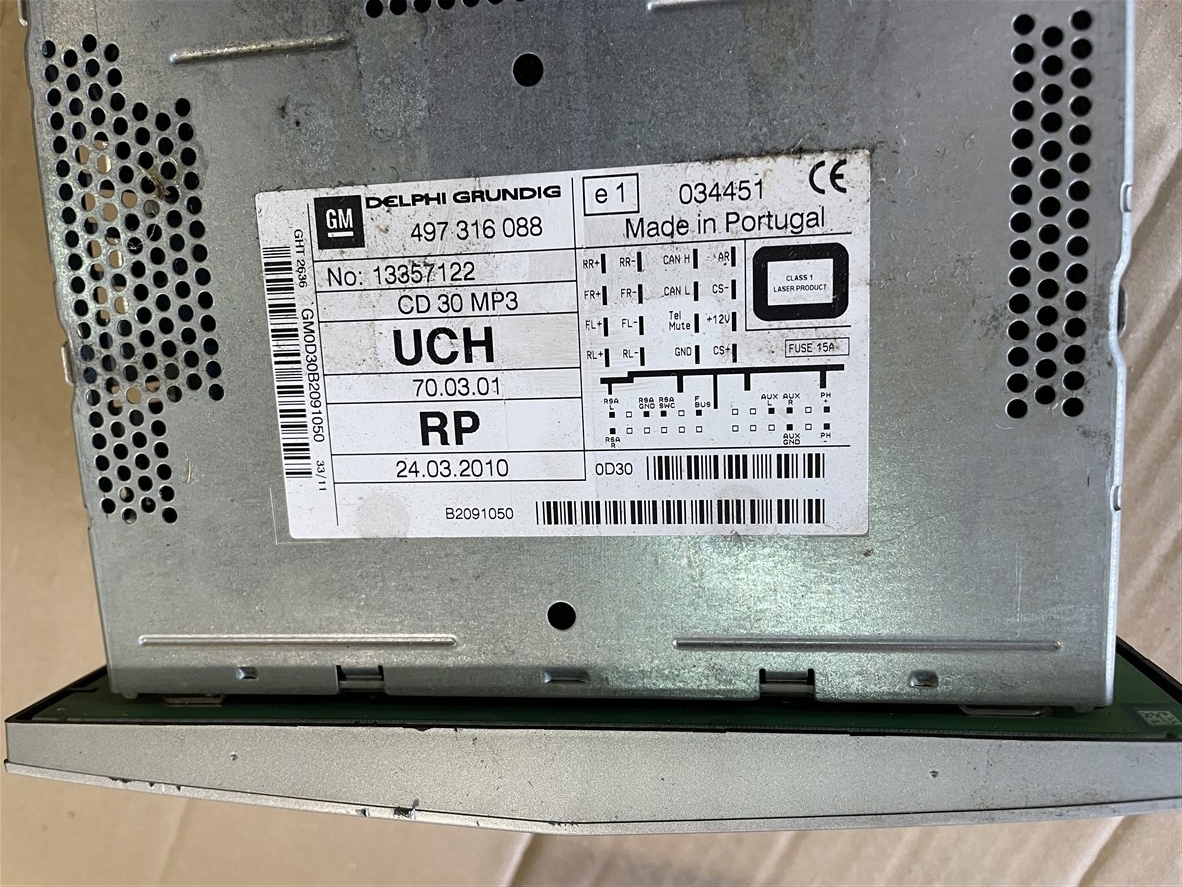 GM
DELPHI GRUNDIG
497 316 088
No: 13357122
CD 30 MP3
UCH
70.03.01
RP
24.03.2010
e1
034451
CE
Made in Portugal
RR+ RR- CAN H AR
FR+ FR- CAN L CS-
FL+ FL- Tel Mute +12V
RL+ RL- GND CS+
CLASS 1
LASER PRODUCT
FUSE 15A
RSA L
RSA GND
RSA SWC
F BUS
AUX L
AUX R
PH +
RSA R
AUX GND
PH -
0D30
B2091050
GHT 2636
GM0D30B2091050
33/11